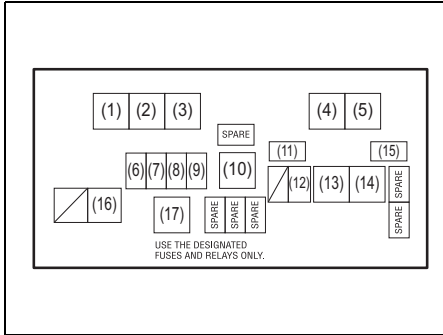 (1) (2) (3) (4) (5)
SPARE
(11) (15)
(6) (7) (8) (9) (10) (12) (13) (14) SPARE
(16) (17) SPARE SPARE SPARE SPARE
USE THE DESIGNATED
FUSES AND RELAYS ONLY.